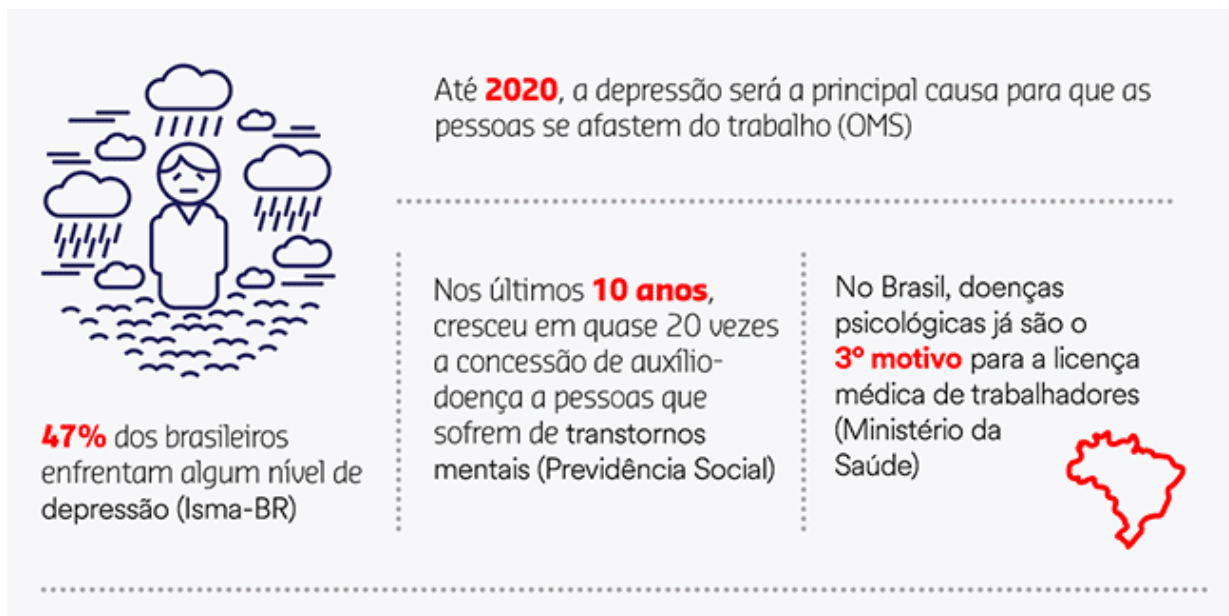 Até 2020, a depressão será a principal causa para que as
pessoas se afastem do trabalho (OMS)
47% dos brasileiros
enfrentam algum nível de
depressão (Isma-BR)
Nos últimos 10 anos,
cresceu em quase 20 vezes
a concessão de auxílio-
doença a pessoas que
sofrem de transtornos
mentais (Previdência Social)
No Brasil, doenças
psicológicas já são o
3º motivo para a licença
médica de trabalhadores
(Ministério da
Saúde)